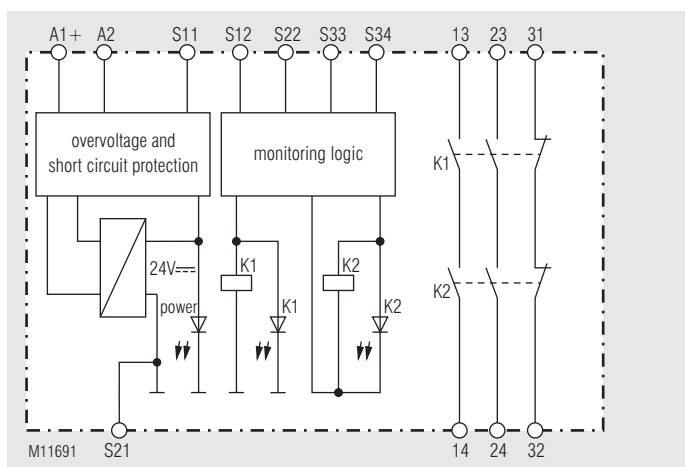 A1+ A2 S11 S12 S22 S33 S34 13 23 31
overvoltage and
short circuit protection
monitoring logic
K1
24V
K1
K2
K2
power
K1
K2
M11691 S21 14 24 32